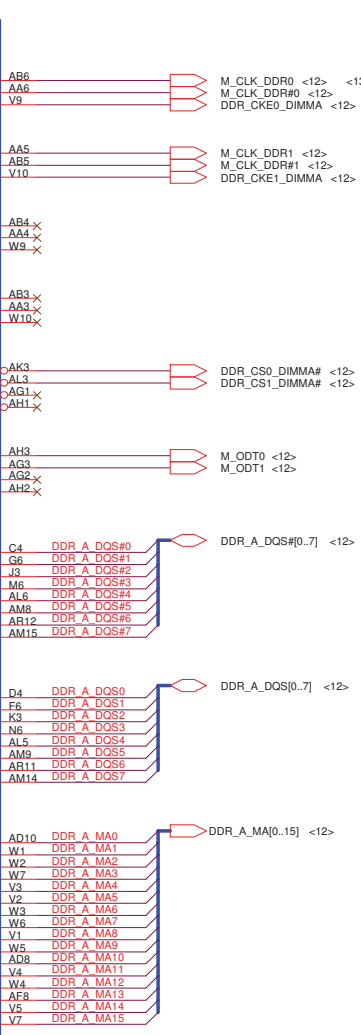 AB6 M_CLK_DDR0 <12>
AA6 M_CLK_DDR#0 <12>
V9 DDR_CKE0_DIMMA <12>
AA5 M_CLK_DDR1 <12>
AB5 M_CLK_DDR#1 <12>
V10 DDR_CKE1_DIMMA <12>
AB4
AA4
W9
AB3
AA3
W10
AK3 DDR_CS0_DIMMA# <12>
AL3 DDR_CS1_DIMMA# <12>
AG1
AH1
AH3 M_ODT0 <12>
AG3 M_ODT1 <12>
AG2
AH2
DDR_A_DQS#[0..7] <12>
C4 DDR_A_DQS#0
G6 DDR_A_DQS#1
J3 DDR_A_DQS#2
M6 DDR_A_DQS#3
AL6 DDR_A_DQS#4
AM8 DDR_A_DQS#5
AR12 DDR_A_DQS#6
AM15 DDR_A_DQS#7
DDR_A_DQS[0..7] <12>
D4 DDR_A_DQS0
F6 DDR_A_DQS1
K3 DDR_A_DQS2
N6 DDR_A_DQS3
AL5 DDR_A_DQS4
AM9 DDR_A_DQS5
AR11 DDR_A_DQS6
AM14 DDR_A_DQS7
DDR_A_MA[0..15] <12>
AD10 DDR_A_MA0
W1 DDR_A_MA1
W2 DDR_A_MA2
W7 DDR_A_MA3
V3 DDR_A_MA4
V2 DDR_A_MA5
W3 DDR_A_MA6
W6 DDR_A_MA7
V1 DDR_A_MA8
W5 DDR_A_MA9
AD8 DDR_A_MA10
V4 DDR_A_MA11
W4 DDR_A_MA12
AF8 DDR_A_MA13
V5 DDR_A_MA14
V7 DDR_A_MA15